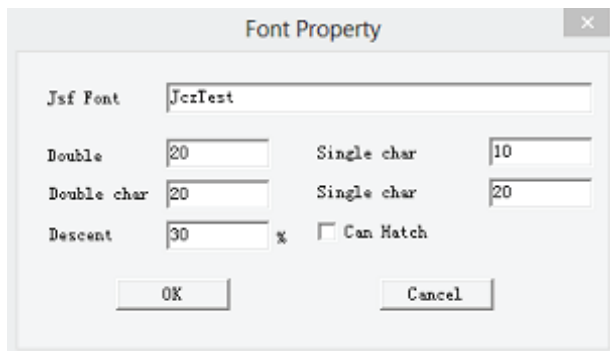 Font Property
Jsf Font JczTest
Double 20 Single char 10
Double char 20 Single char 20
Descent 30 % Can Hatch
OK Cancel